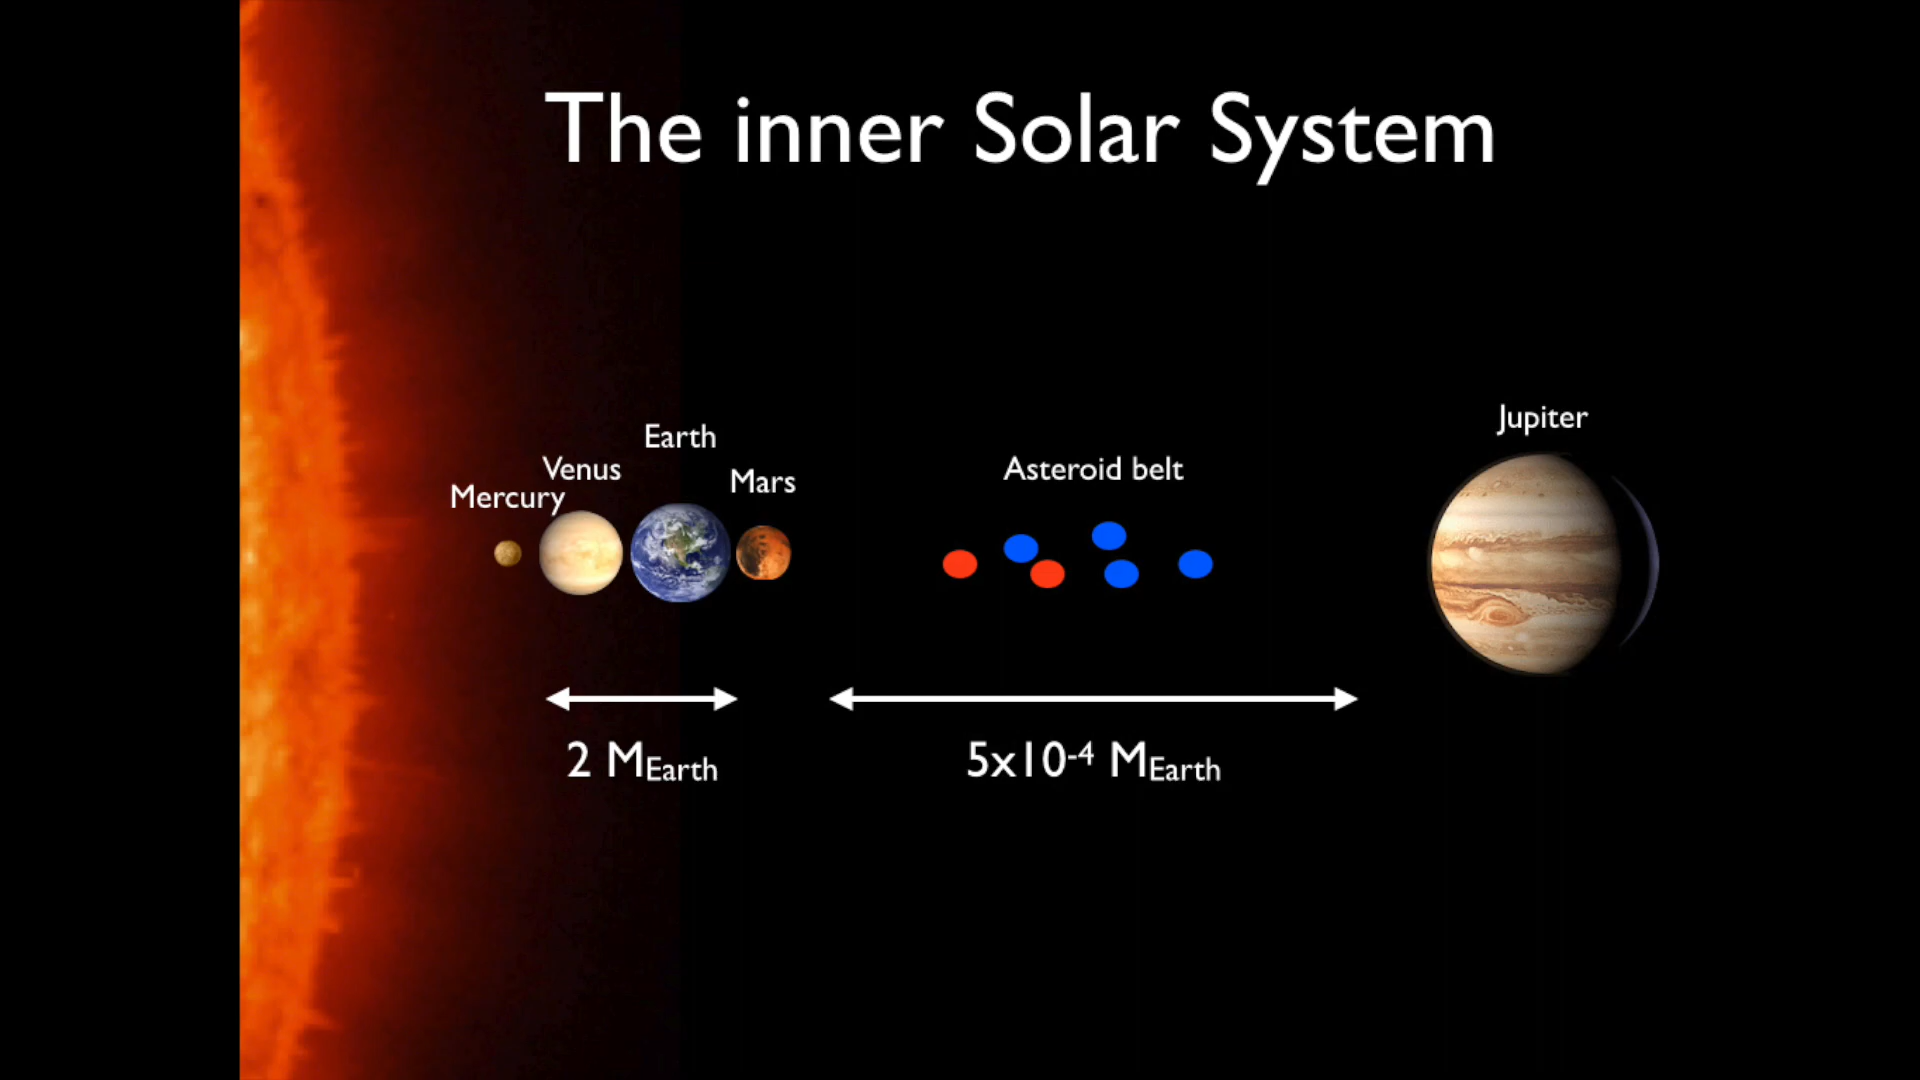 The inner Solar System
Jupiter
Earth
Venus
Asteroid belt
Mars
Mercury
2 MEarth
5x10-4 MEarth